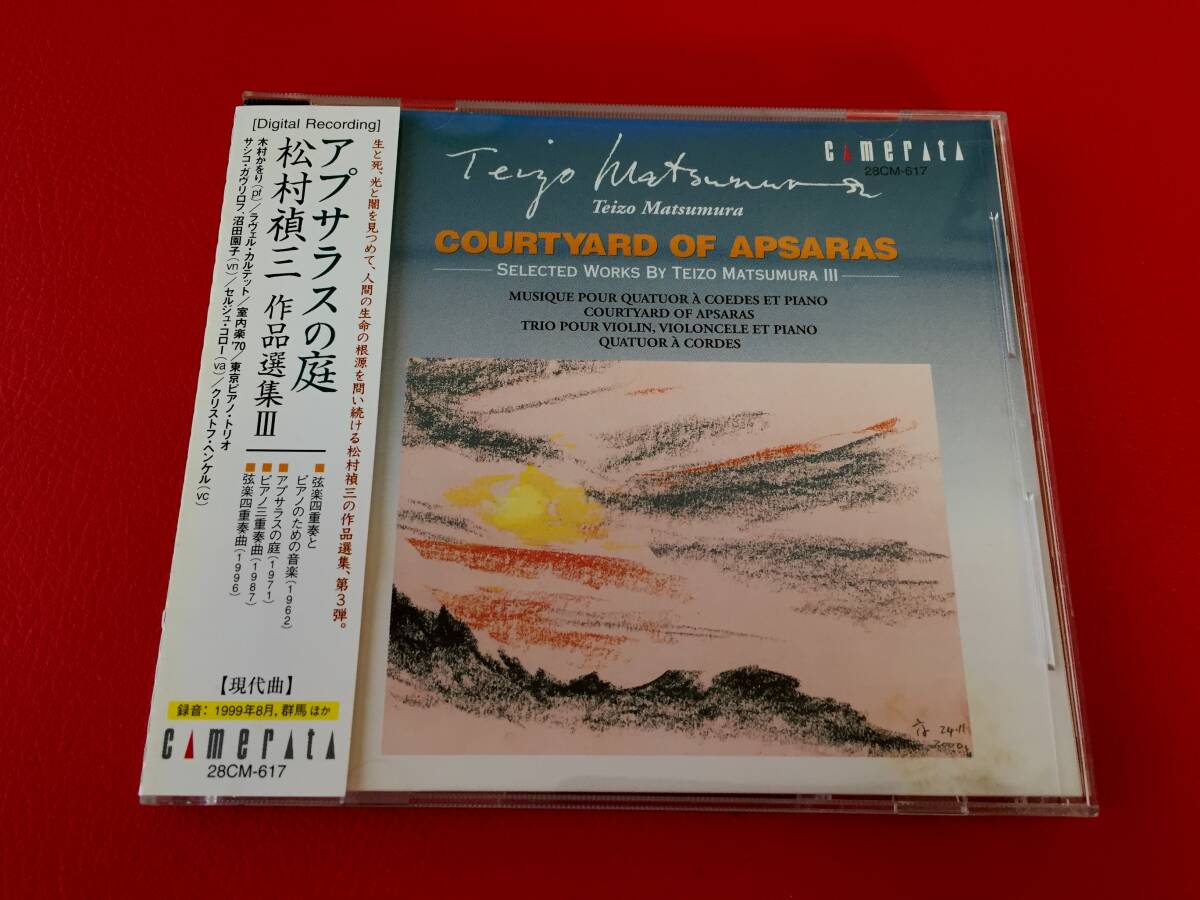 [Digital Recording]
生と死、光と闇を見つめて、人間の生命の根源を問い続ける松村禎三の作品選集、第3弾。
アプサラスの庭
松村禎三 作品選集III
木村かをり(pf)／ラヴェル・カルテット／室内楽'70／東京ピアノ・トリオ
サシコ・ガヴリロフ、沼田園子(vn)／セルジュ・コロー(va)／クリストフ・ヘンケル(vc)
■弦楽四重奏と
ピアノのための音楽(1962)
■アプサラスの庭(1971)
■ピアノ三重奏曲(1987)
■弦楽四重奏曲(1996)
【現代曲】
録音：1999年8月, 群馬 ほか
camerata
28CM-617
Teizo Matsumura
camerata
28CM-617
Teizo Matsumura
COURTYARD OF APSARAS
SELECTED WORKS BY TEIZO MATSUMURA III
MUSIQUE POUR QUATUOR À COEDES ET PIANO
COURTYARD OF APSARAS
TRIO POUR VIOLIN, VIOLONCELE ET PIANO
QUATUOR À CORDES
24.11
2000